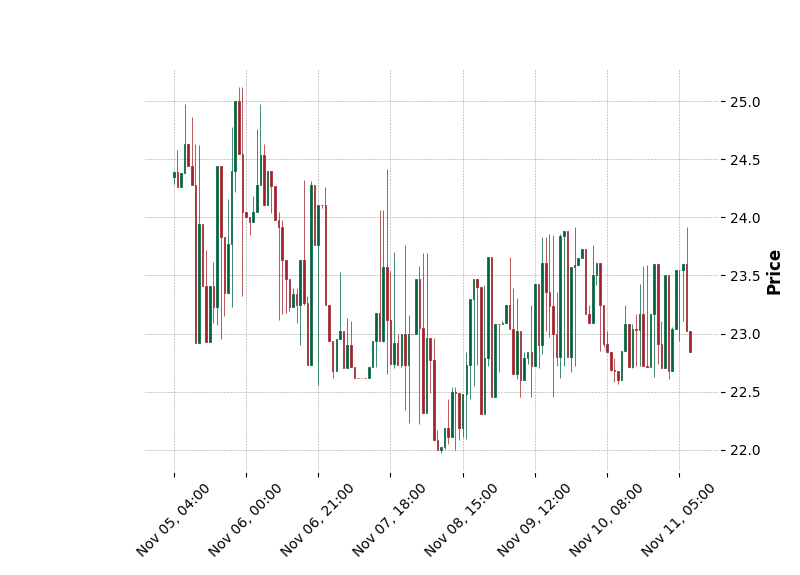 25.0
24.5
24.0
23.5
23.0
22.5
22.0
Price
Nov 05, 04:00
Nov 06, 00:00
Nov 06, 21:00
Nov 07, 18:00
Nov 08, 15:00
Nov 09, 12:00
Nov 10, 08:00
Nov 11, 05:00